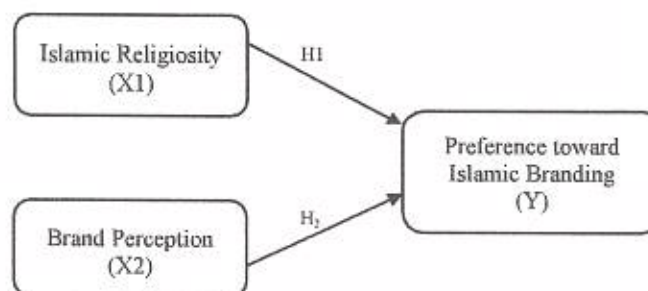 Islamic Religiosity
(X1)
H1
Preference toward
Islamic Branding
(Y)
H₂
Brand Perception
(X2)